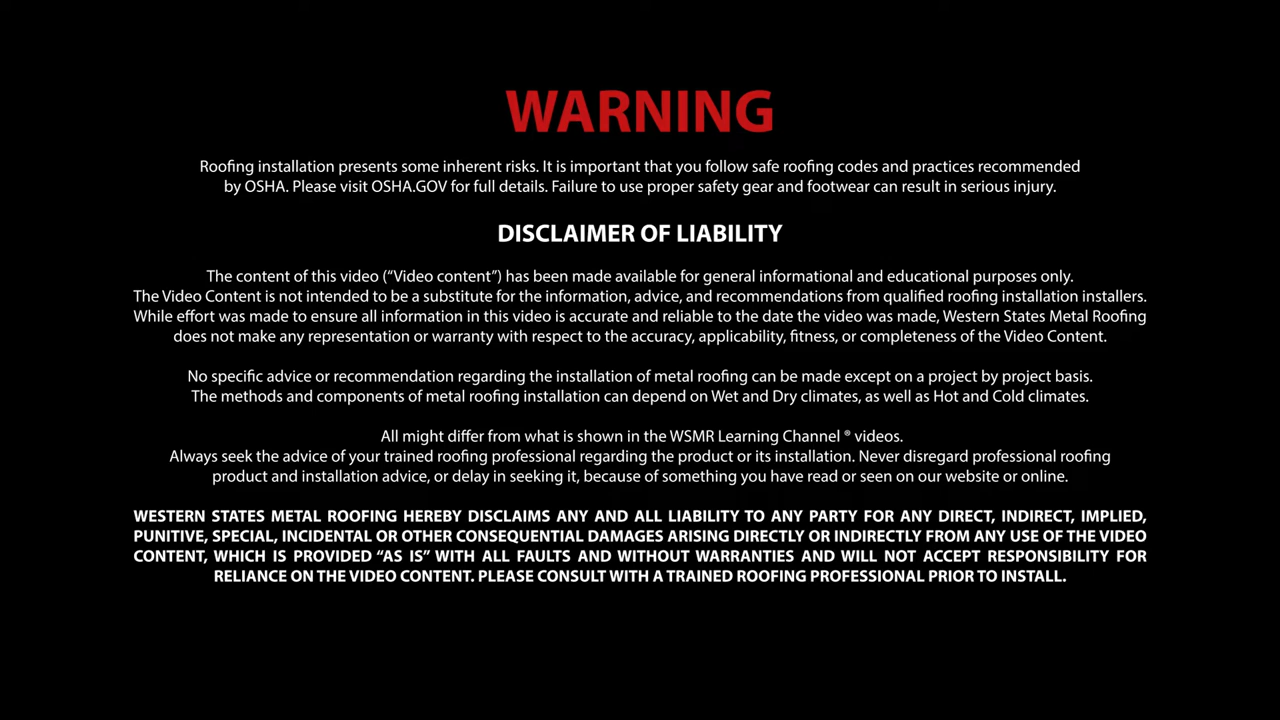 WARNING
Roofing installation presents some inherent risks. It is important that you follow safe roofing codes and practices recommended
by OSHA. Please visit OSHA.GOV for full details. Failure to use proper safety gear and footwear can result in serious injury.
DISCLAIMER OF LIABILITY
The content of this video (“Video content”) has been made available for general informational and educational purposes only.
The Video Content is not intended to be a substitute for the information, advice, and recommendations from qualified roofing installation installers.
While effort was made to ensure all information in this video is accurate and reliable to the date the video was made, Western States Metal Roofing
does not make any representation or warranty with respect to the accuracy, applicability, fitness, or completeness of the Video Content.
No specific advice or recommendation regarding the installation of metal roofing can be made except on a project by project basis.
The methods and components of metal roofing installation can depend on Wet and Dry climates, as well as Hot and Cold climates.
All might differ from what is shown in the WSMR Learning Channel ® videos.
Always seek the advice of your trained roofing professional regarding the product or its installation. Never disregard professional roofing
product and installation advice, or delay in seeking it, because of something you have read or seen on our website or online.
WESTERN STATES METAL ROOFING HEREBY DISCLAIMS ANY AND ALL LIABILITY TO ANY PARTY FOR ANY DIRECT, INDIRECT, IMPLIED,
PUNITIVE, SPECIAL, INCIDENTAL OR OTHER CONSEQUENTIAL DAMAGES ARISING DIRECTLY OR INDIRECTLY FROM ANY USE OF THE VIDEO
CONTENT, WHICH IS PROVIDED “AS IS” WITH ALL FAULTS AND WITHOUT WARRANTIES AND WILL NOT ACCEPT RESPONSIBILITY FOR
RELIANCE ON THE VIDEO CONTENT. PLEASE CONSULT WITH A TRAINED ROOFING PROFESSIONAL PRIOR TO INSTALL.